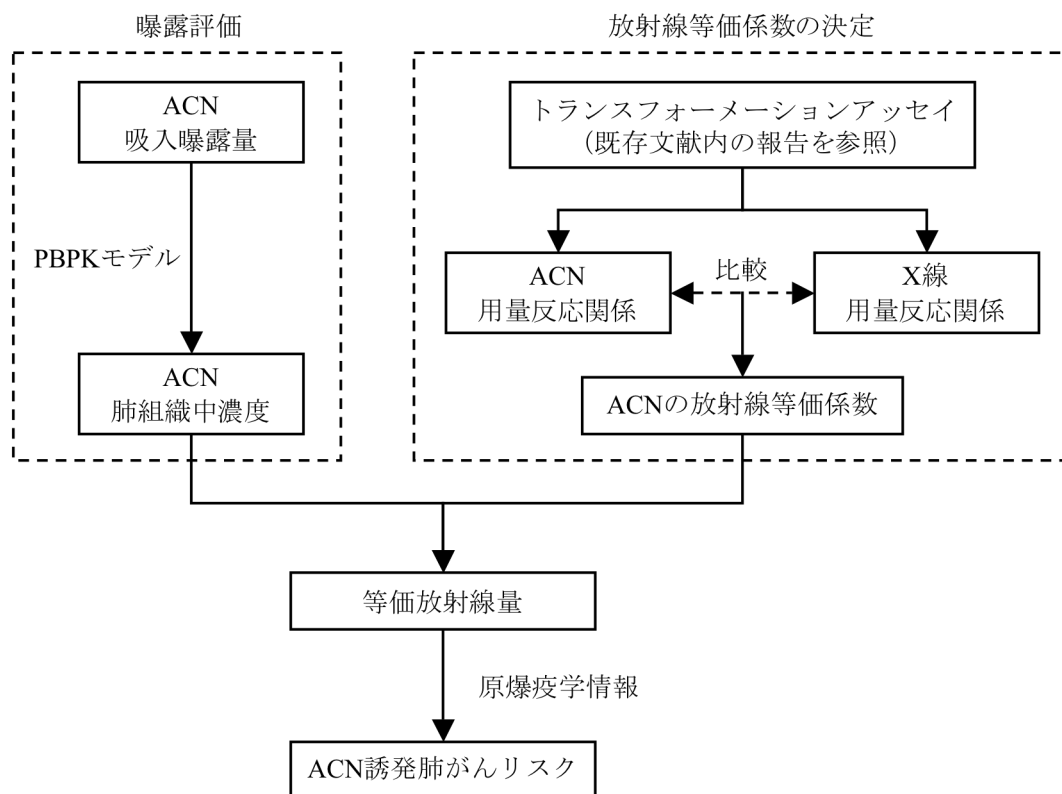 曝露評価
放射線等価係数の決定
ACN
吸入曝露量
PBPKモデル
ACN
肺組織中濃度
トランスフォーメーションアッセイ
（既存文献内の報告を参照）
ACN
用量反応関係
比較
X線
用量反応関係
ACNの放射線等価係数
等価放射線量
原爆疫学情報
ACN誘発肺がんリスク